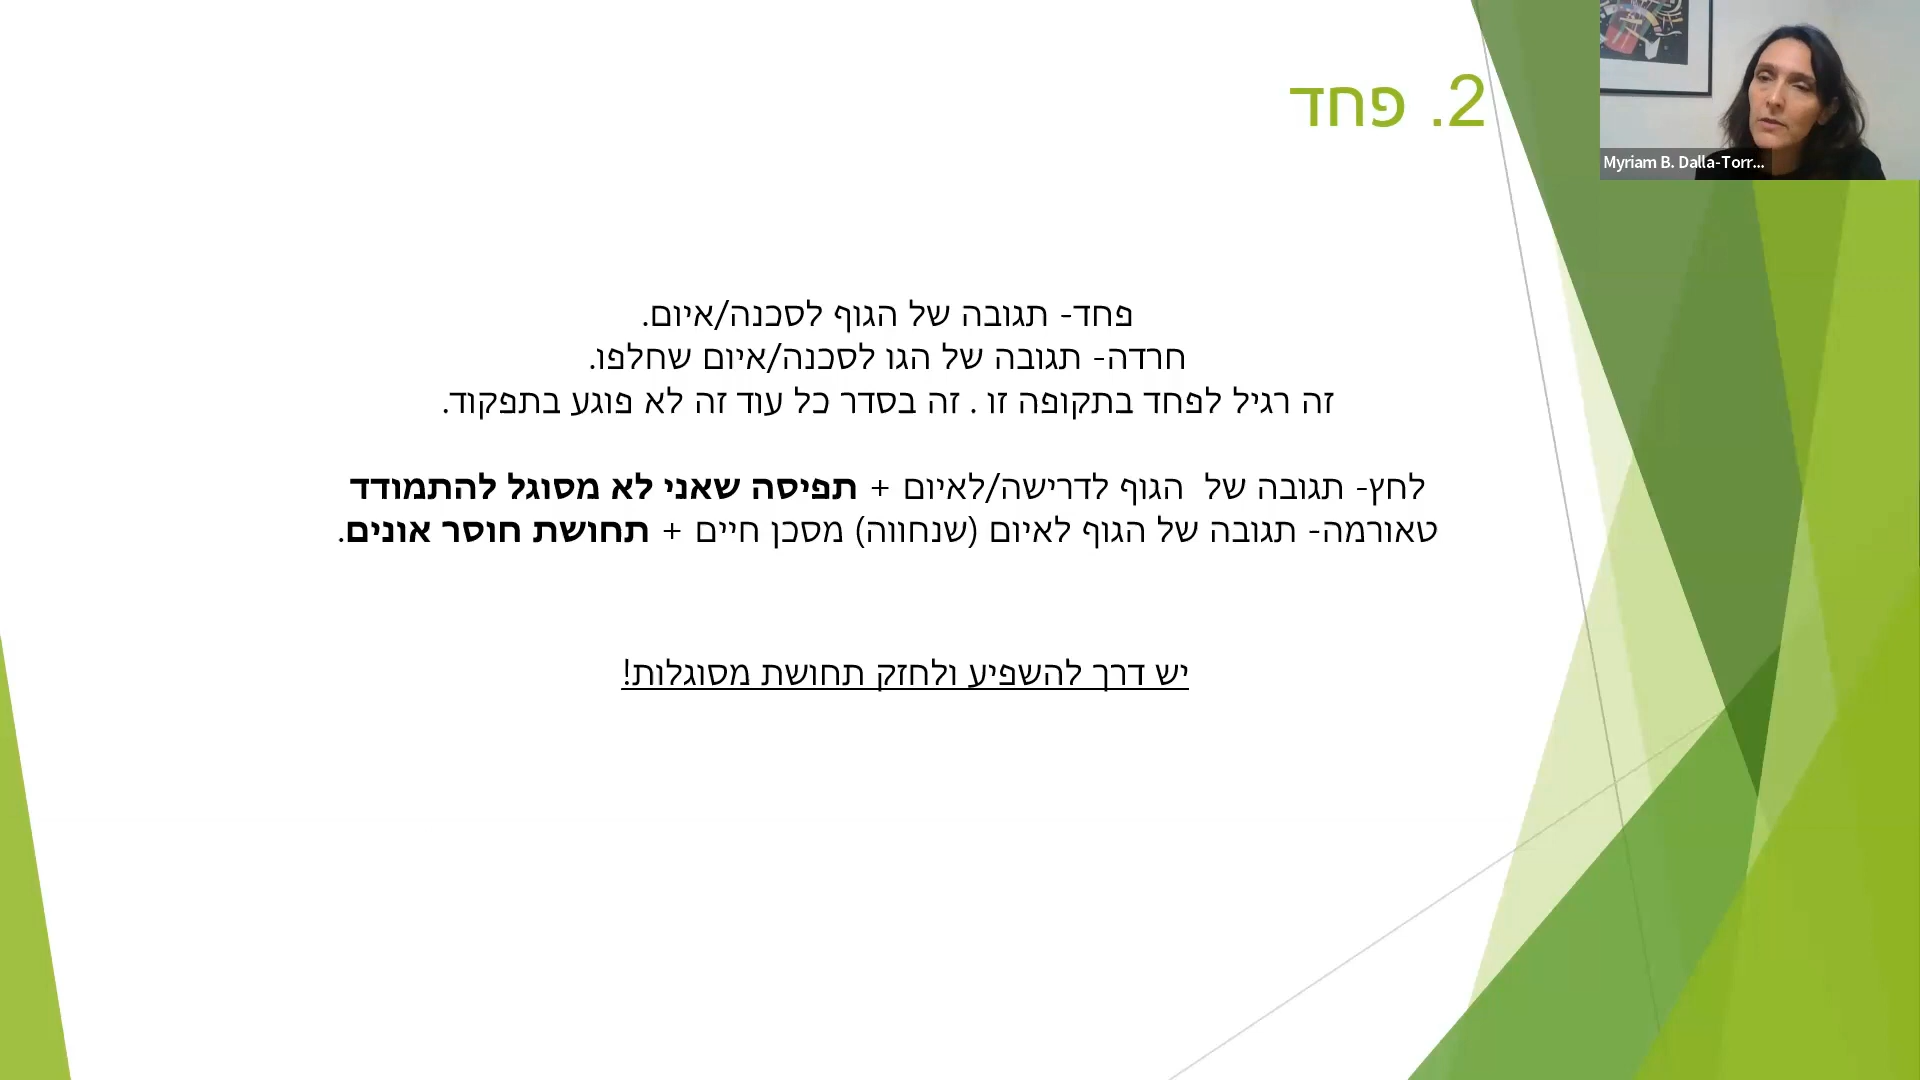 2. פחד
Myriam B. Dalla-Torr...
פחד- תגובה של הגוף לסכנה/איום.
חרדה- תגובה של הגו לסכנה/איום שחלפו.
זה רגיל לפחד בתקופה זו . זה בסדר כל עוד זה לא פוגע בתפקוד.
לחץ- תגובה של  הגוף לדרישה/לאיום + תפיסה שאני לא מסוגל להתמודד
טאורמה- תגובה של הגוף לאיום (שנחווה) מסכן חיים + תחושת חוסר אונים.
יש דרך להשפיע ולחזק תחושת מסוגלות!